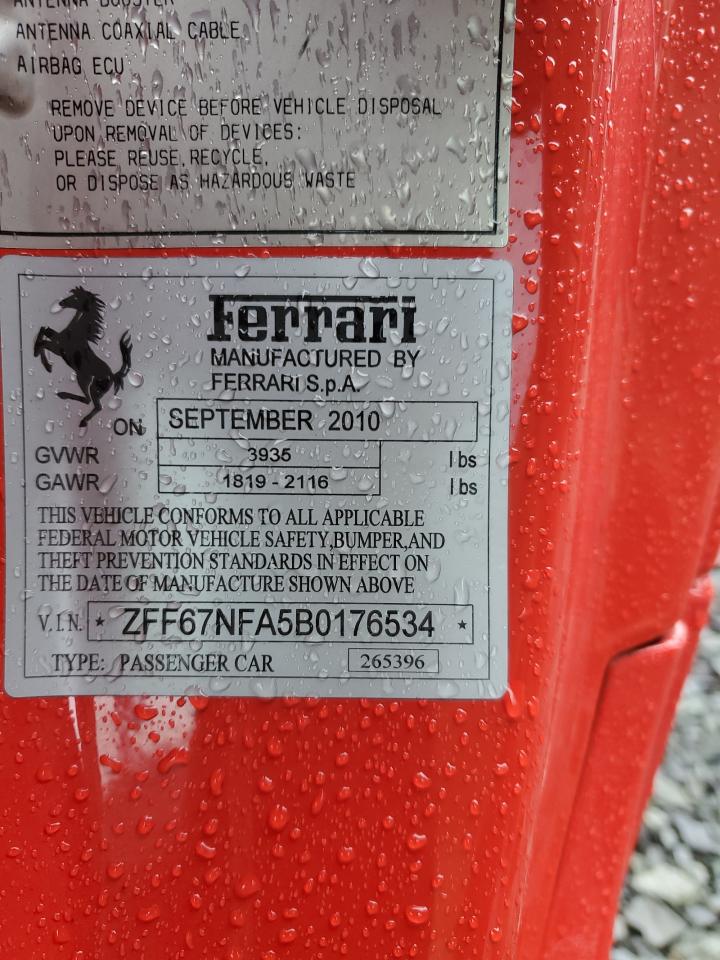 ANTENNA BOOSTER
ANTENNA COAXIAL CABLE
AIRBAG ECU
REMOVE DEVICE BEFORE VEHICLE DISPOSAL
UPON REMOVAL OF DEVICES:
PLEASE REUSE,RECYCLE,
OR DISPOSE AS HAZARDOUS WASTE
Ferrari
MANUFACTURED BY
FERRARI S.p.A.
ON SEPTEMBER 2010
GVWR 3935 lbs
GAWR 1819 - 2116 lbs
THIS VEHICLE CONFORMS TO ALL APPLICABLE
FEDERAL MOTOR VEHICLE SAFETY,BUMPER,AND
THEFT PREVENTION STANDARDS IN EFFECT ON
THE DATE OF MANUFACTURE SHOWN ABOVE
V.I.N. * ZFF67NFA5B0176534 *
TYPE: PASSENGER CAR 265396